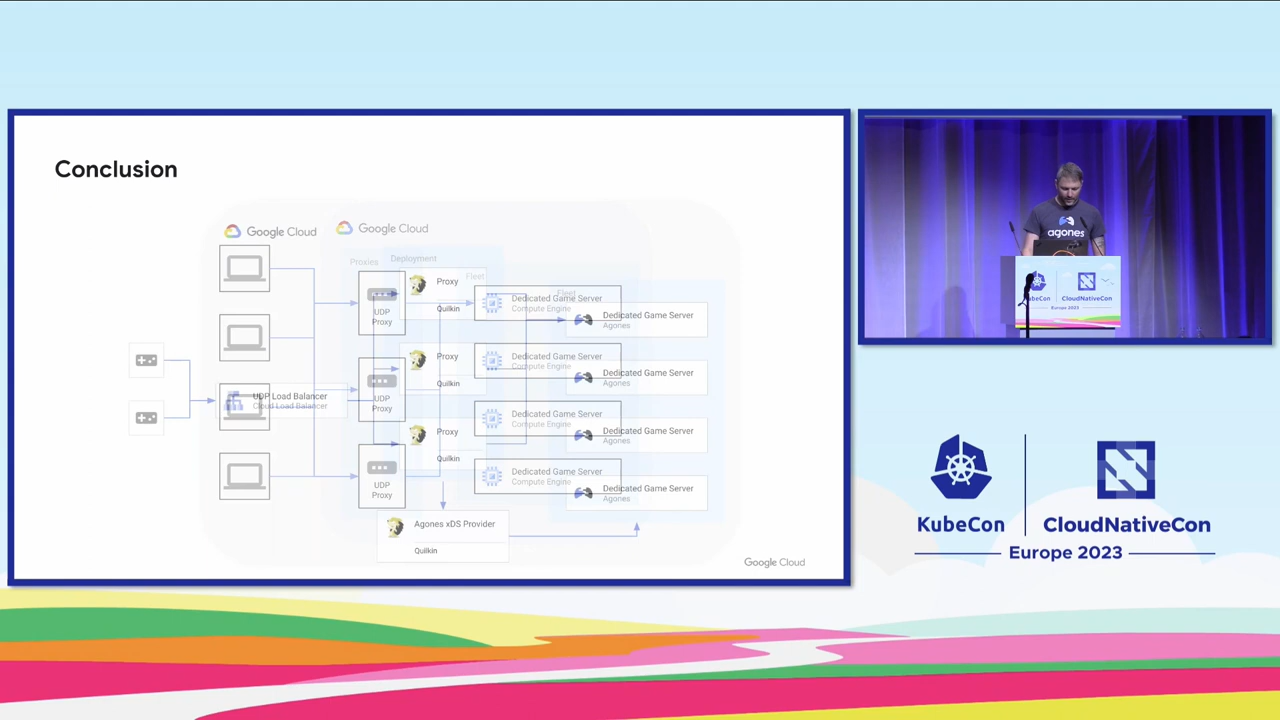 Conclusion
Google Cloud
Google Cloud
Proxies
Deployment
Fleet
Fleet
UDP
Proxy
UDP
Proxy
UDP
Proxy
Proxy
Quilkin
Proxy
Quilkin
Proxy
Quilkin
Dedicated Game Server
Compute Engine
Dedicated Game Server
Compute Engine
Dedicated Game Server
Compute Engine
Dedicated Game Server
Compute Engine
Dedicated Game Server
Agones
Dedicated Game Server
Agones
Dedicated Game Server
Agones
Dedicated Game Server
Agones
UDP Load Balancer
Cloud Load Balancer
Agones xDS Provider
Quilkin
Google Cloud
agones
KubeCon
CloudNativeCon
Europe 2023
KubeCon
CloudNativeCon
Europe 2023